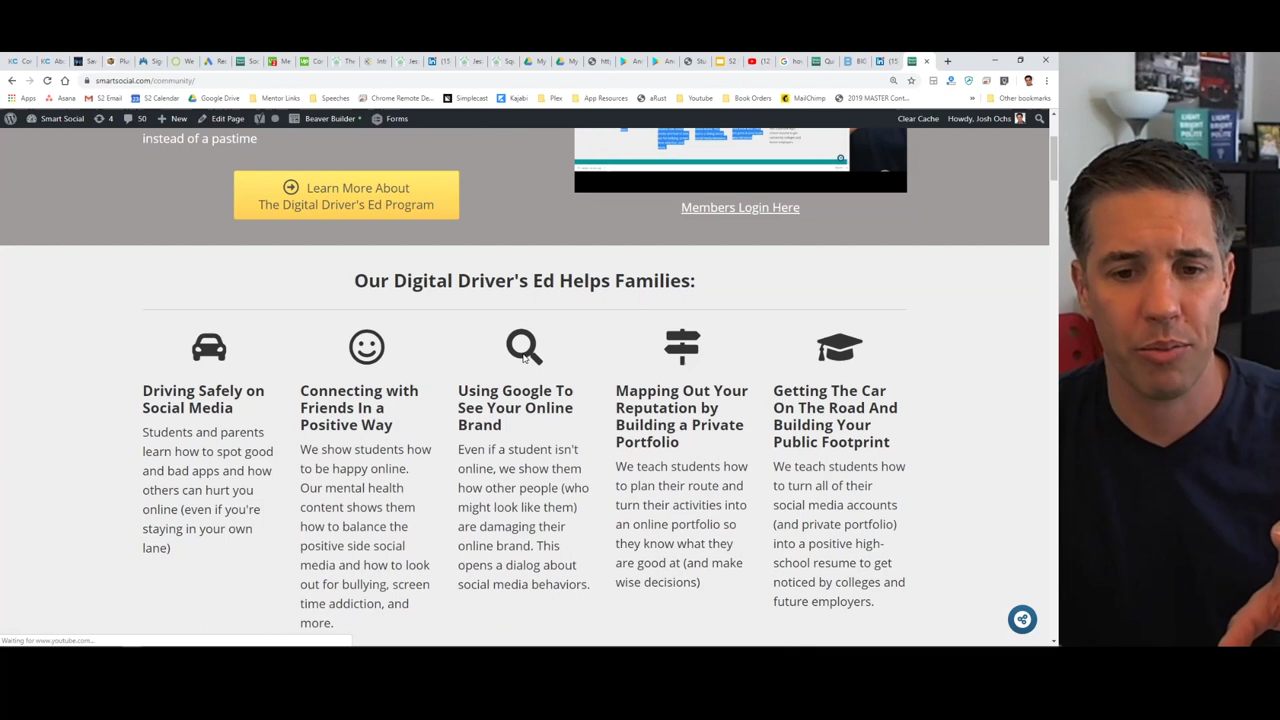 smartsocial.com/community/
Apps
Asana
S2 Email
S2 Calendar
Google Drive
Mentor Links
Speeches
Chrome Remote De...
Simplecast
Kajabi
Plex
App Resources
aRust
Youtube
Book Orders
MailChimp
2019 MASTER Cont...
Other bookmarks
Smart Social
4
50
New
Edit Page
Beaver Builder
Forms
Clear Cache
Howdy, Josh Ochs
instead of a pastime
Learn More About
The Digital Driver's Ed Program
Members Login Here
Our Digital Driver's Ed Helps Families:
Driving Safely on
Social Media
Students and parents
learn how to spot good
and bad apps and how
others can hurt you
online (even if you're
staying in your own
lane)
Connecting with
Friends In a
Positive Way
We show students how
to be happy online.
Our mental health
content shows them
how to balance the
positive side social
media and how to look
out for bullying, screen
time addiction, and
more.
Using Google To
See Your Online
Brand
Even if a student isn't
online, we show them
how other people (who
might look like them)
are damaging their
online brand. This
opens a dialog about
social media behaviors.
Mapping Out Your
Reputation by
Building a Private
Portfolio
We teach students how
to plan their route and
turn their activities into
an online portfolio so
they know what they
are good at (and make
wise decisions)
Getting The Car
On The Road And
Building Your
Public Footprint
We teach students how
to turn all of their
social media accounts
(and private portfolio)
into a positive high-
school resume to get
noticed by colleges and
future employers.
Waiting for www.youtube.com...
LIGHT
BRIGHT
POLITE